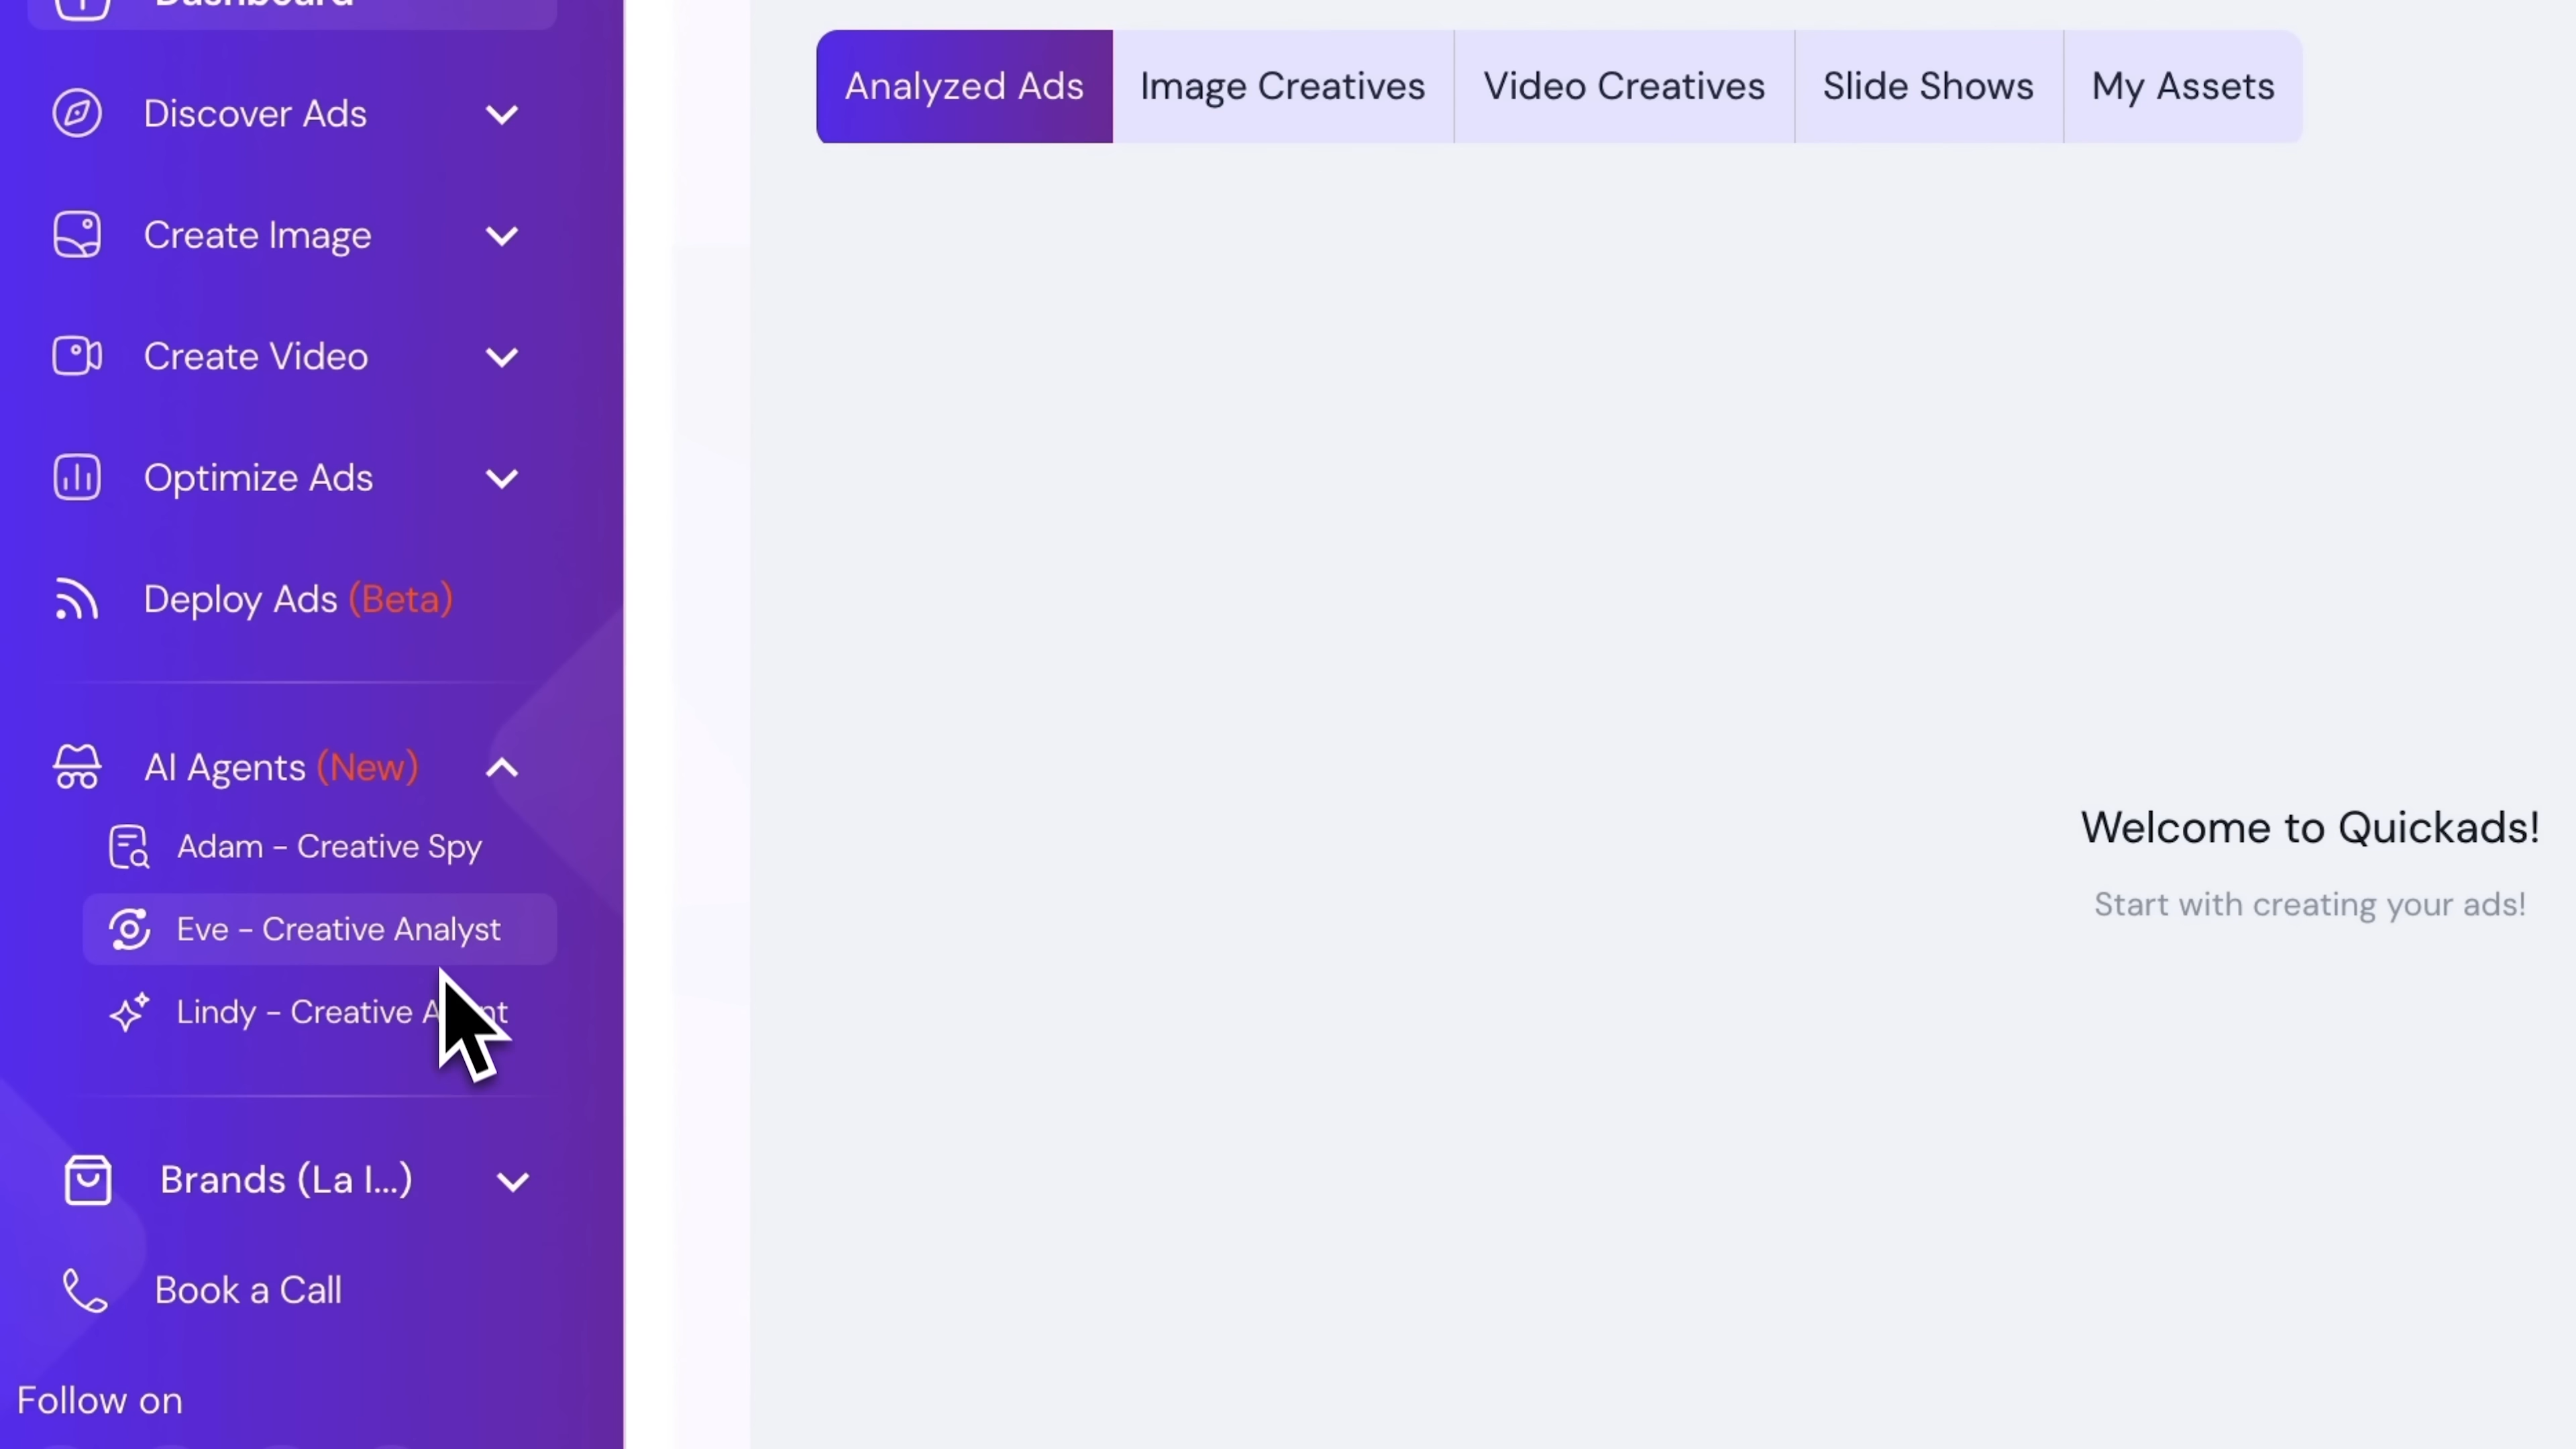 Dashboard
Discover Ads
Create Image
Create Video
Optimize Ads
Deploy Ads (Beta)
AI Agents (New)
Adam - Creative Spy
Eve - Creative Analyst
Lindy - Creative
Brands (La I...)
Book a Call
Follow on
Analyzed Ads
Image Creatives
Video Creatives
Slide Shows
My Assets
Welcome to Quickads!
Start with creating your ads!